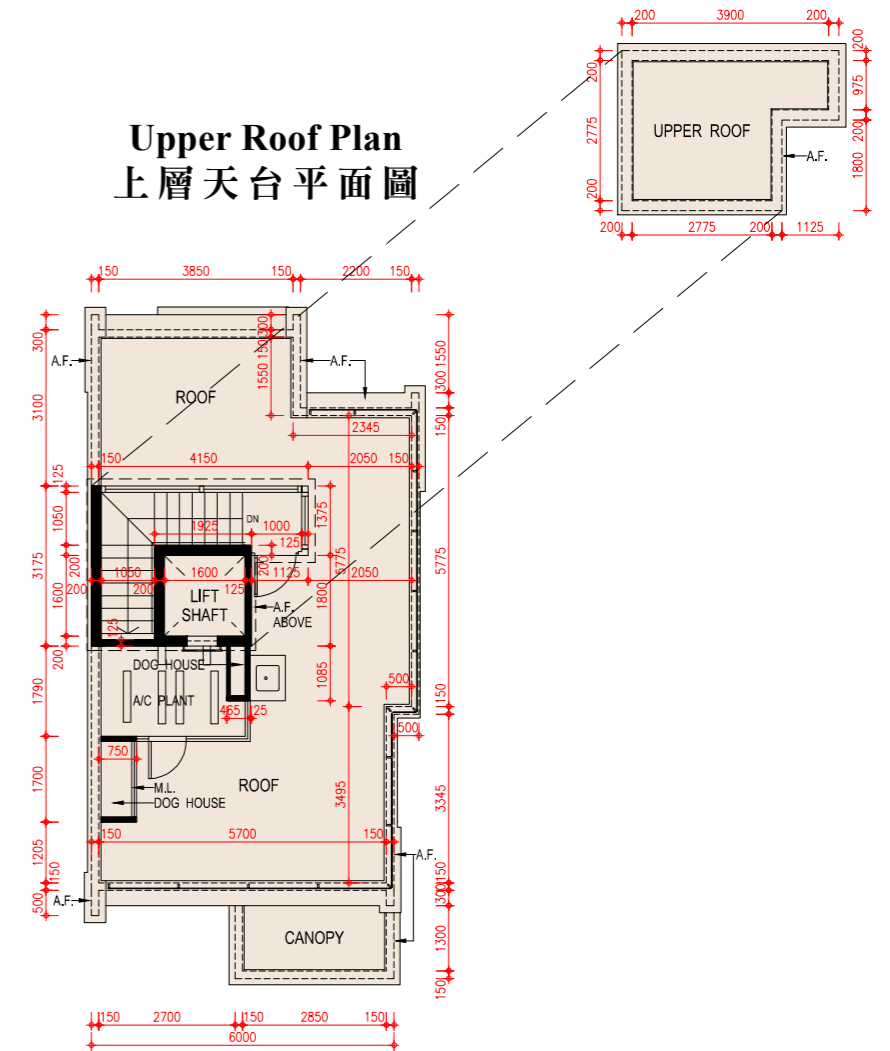 200 3900 200
200
200
975
2775
UPPER ROOF
200
A.F.
1800
200
200 2775 200 1125
Upper Roof Plan
上層天台平面圖
150 3850 150 2200 150
300
300
150
1550
1550
300
150
A.F.
A.F.
ROOF
3100
2345
150 4150 2050 150
125
1050
DN
1925 1000
1375
125
5775
5775
3175
200
200
1600
200 1050 200 1600 125 1125 2050
LIFT
SHAFT
A.F.
ABOVE
1800
125
200
DOG HOUSE
A/C PLANT
1085
500
150
1790
465 125
500
750
1700
M.L.
DOG HOUSE
ROOF
3495
3345
150 5700 150
1205
A.F.
150
150
300
500
A.F.
CANOPY
1300
150
150 2700 150 2850 150
6000